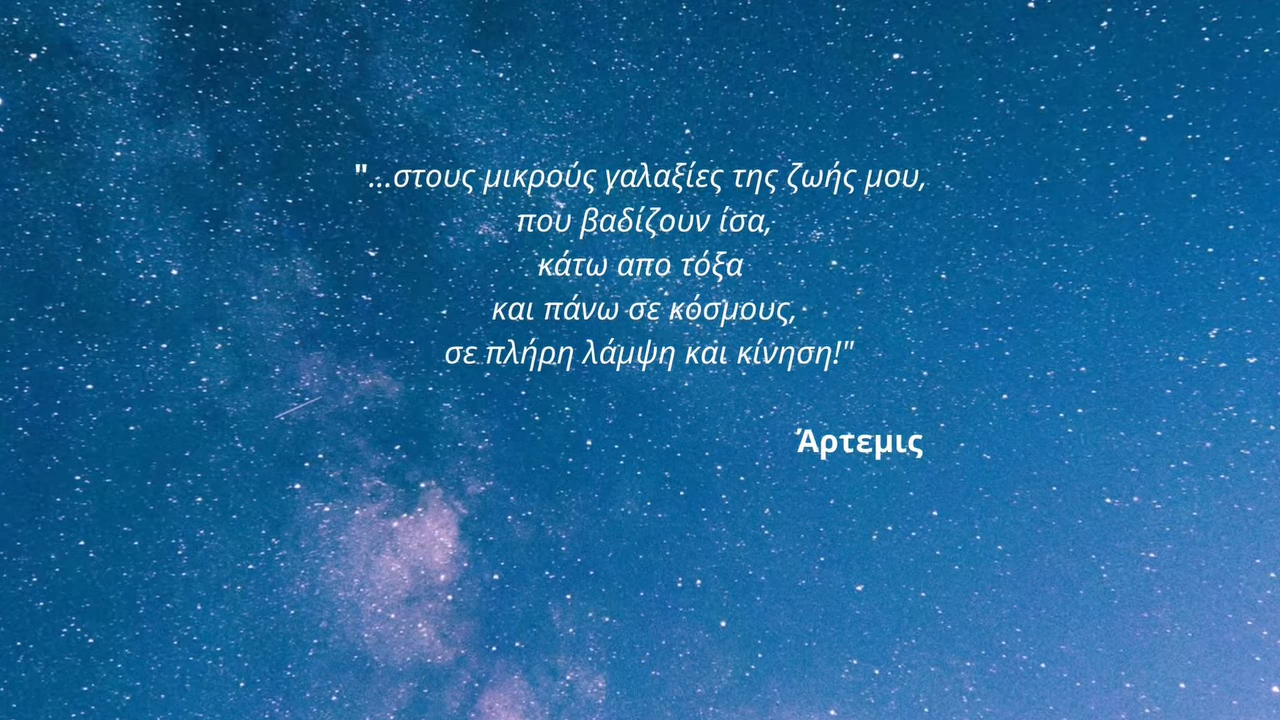 "...στους μικρούς γαλαξίες της ζωής μου,
που βαδίζουν ίσα,
κάτω απο τόξα
και πάνω σε κόσμους,
σε πλήρη λάμψη και κίνηση!"
Άρτεμις